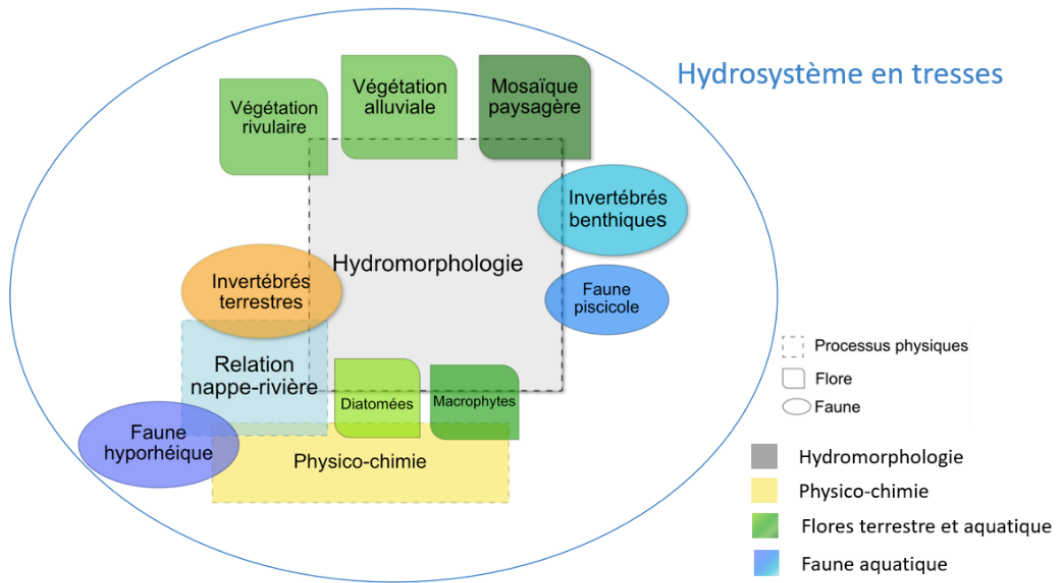 Hydrosystème en tresses
Végétation
rivulaire
Végétation
alluviale
Mosaïque
paysagère
Invertébrés
benthiques
Hydromorphologie
Invertébrés
terrestres
Faune
piscicole
Relation
nappe-rivière
Diatomées
Macrophytes
Faune
hyporhéique
Physico-chimie
Processus physiques
Flore
Faune
Hydromorphologie
Physico-chimie
Flores terrestre et aquatique
Faune aquatique